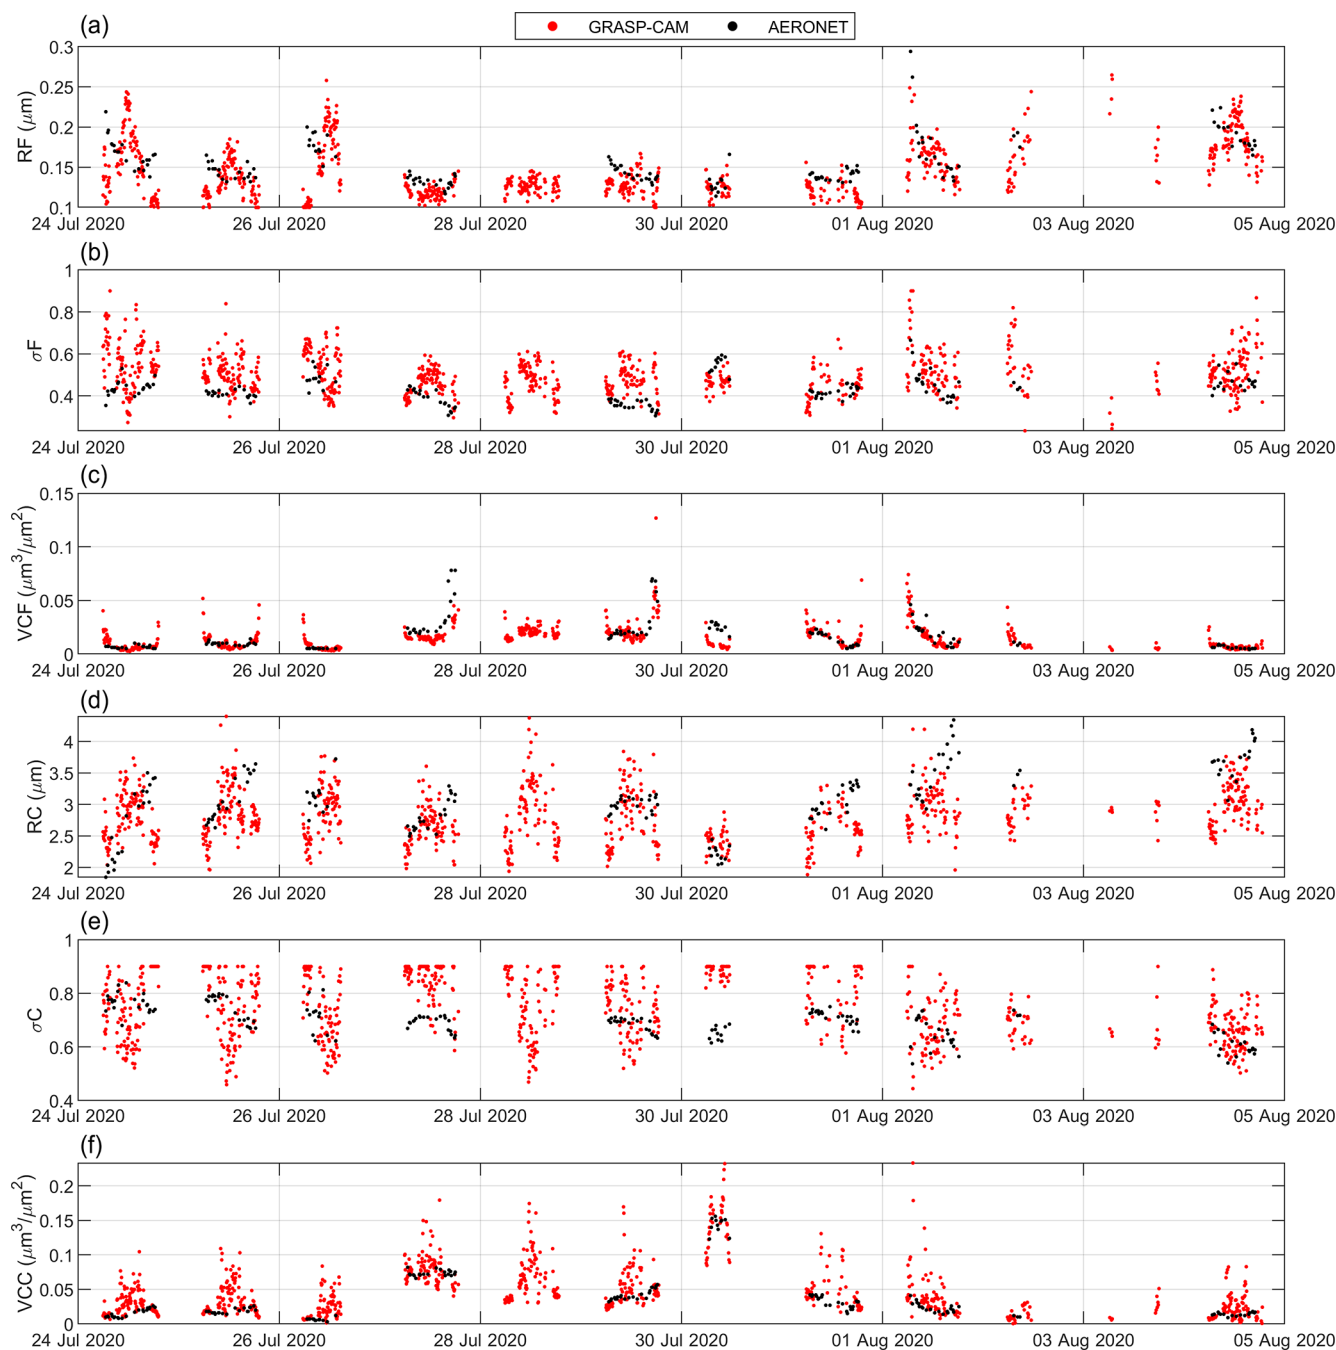 (a)
GRASP-CAM AERONET
0.3
0.25
0.2
0.15
0.1
RF (μm)
24 Jul 2020 26 Jul 2020 28 Jul 2020 30 Jul 2020 01 Aug 2020 03 Aug 2020 05 Aug 2020
(b)
1
0.8
0.6
0.4
σF
24 Jul 2020 26 Jul 2020 28 Jul 2020 30 Jul 2020 01 Aug 2020 03 Aug 2020 05 Aug 2020
(c)
0.15
0.1
0.05
0
VCF (μm³/μm²)
24 Jul 2020 26 Jul 2020 28 Jul 2020 30 Jul 2020 01 Aug 2020 03 Aug 2020 05 Aug 2020
(d)
4
3.5
3
2.5
2
RC (μm)
24 Jul 2020 26 Jul 2020 28 Jul 2020 30 Jul 2020 01 Aug 2020 03 Aug 2020 05 Aug 2020
(e)
1
0.8
0.6
0.4
σC
24 Jul 2020 26 Jul 2020 28 Jul 2020 30 Jul 2020 01 Aug 2020 03 Aug 2020 05 Aug 2020
(f)
0.2
0.15
0.1
0.05
0
VCC (μm³/μm²)
24 Jul 2020 26 Jul 2020 28 Jul 2020 30 Jul 2020 01 Aug 2020 03 Aug 2020 05 Aug 2020